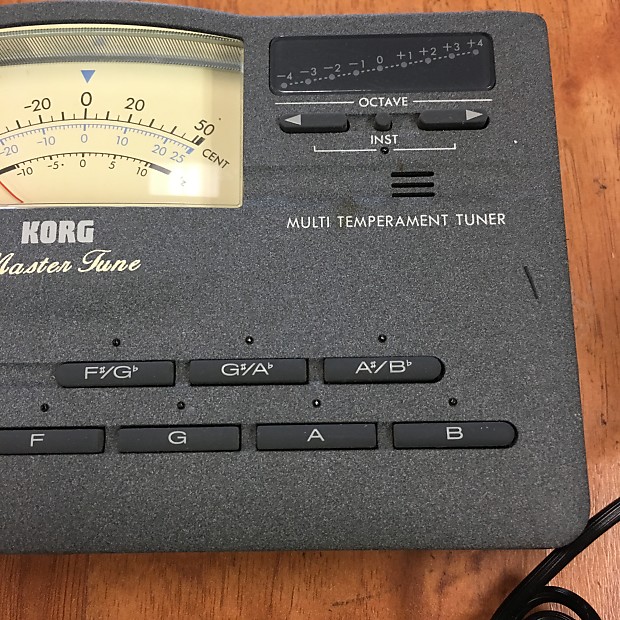 -20 0 20 50
CENT
-20 -10 0 10 20 25
-10 -5 0 5 10
-4 -3 -2 -1 0 +1 +2 +3 +4
OCTAVE
INST
MULTI TEMPERAMENT TUNER
KORG
Master Tune
F♯/G♭ G♯/A♭ A♯/B♭
F G A B